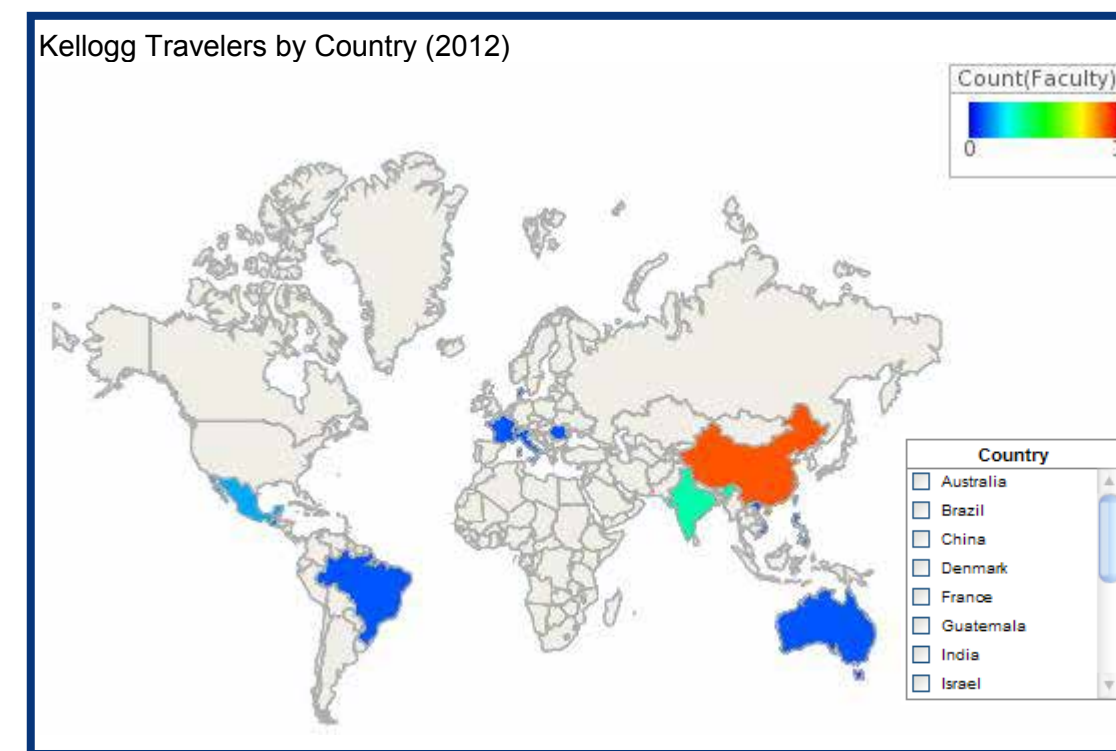 Kellogg Travelers by Country (2012)
Count(Faculty)
0
Country
Australia
Brazil
China
Denmark
France
Guatemala
India
Israel